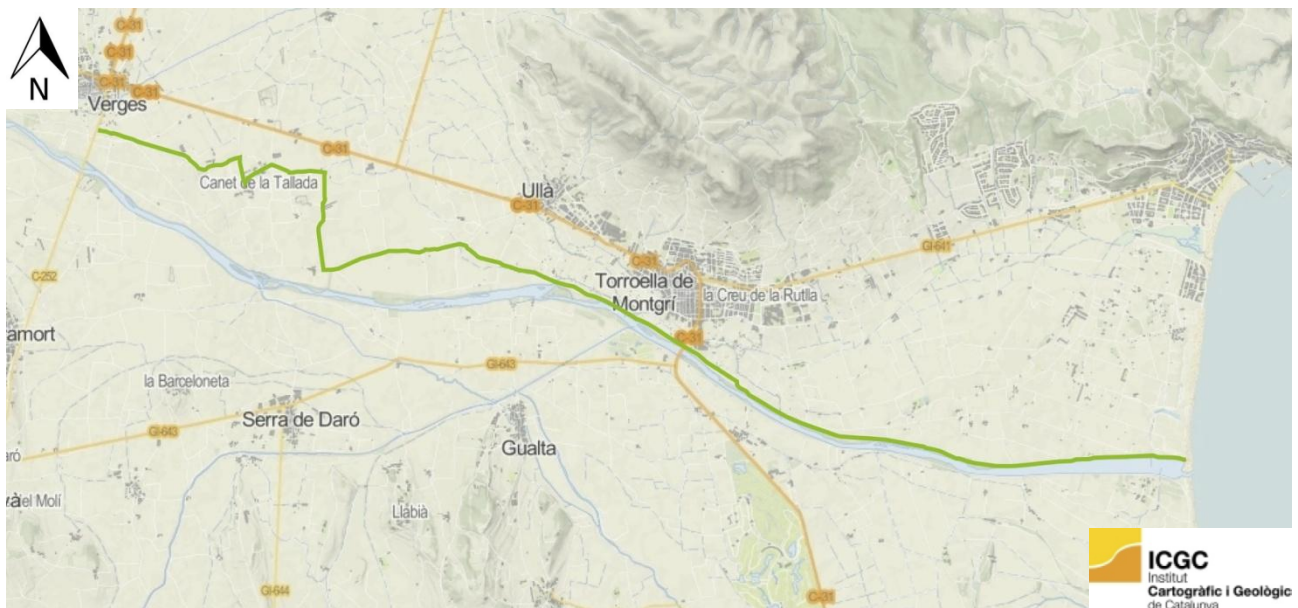 C-31
C-31
C-31
C-31
N
Verges
C-31
Canet de la Tallada
Ullà
C-31
GI-641
C-31
C-252
Torroella de
Montgrí
la Creu de la Rutlla
amort
C-31
GI-643
la Barceloneta
Serra de Daró
GI-643
Gualta
aró
và
el Molí
Llabià
GI-644
C-31
ICGC
Institut
Cartogràfic i Geològic
de Catalunya